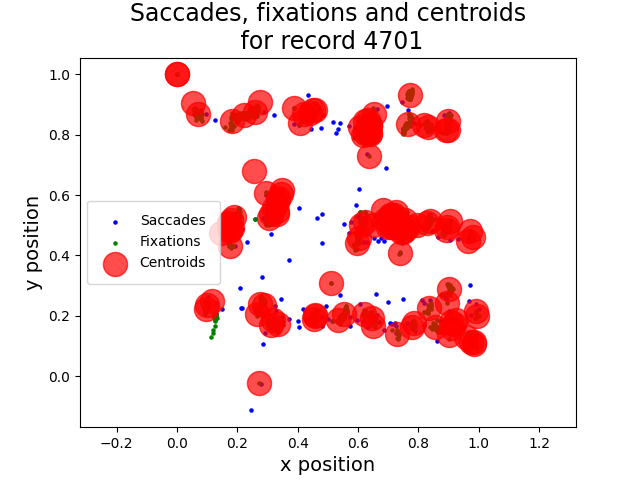 Saccades, fixations and centroids
for record 4701
1.0
0.8
0.6
0.4
0.2
0.0
y position
Saccades
Fixations
Centroids
−0.2
0.0
0.2
0.4
0.6
0.8
1.0
1.2
x position